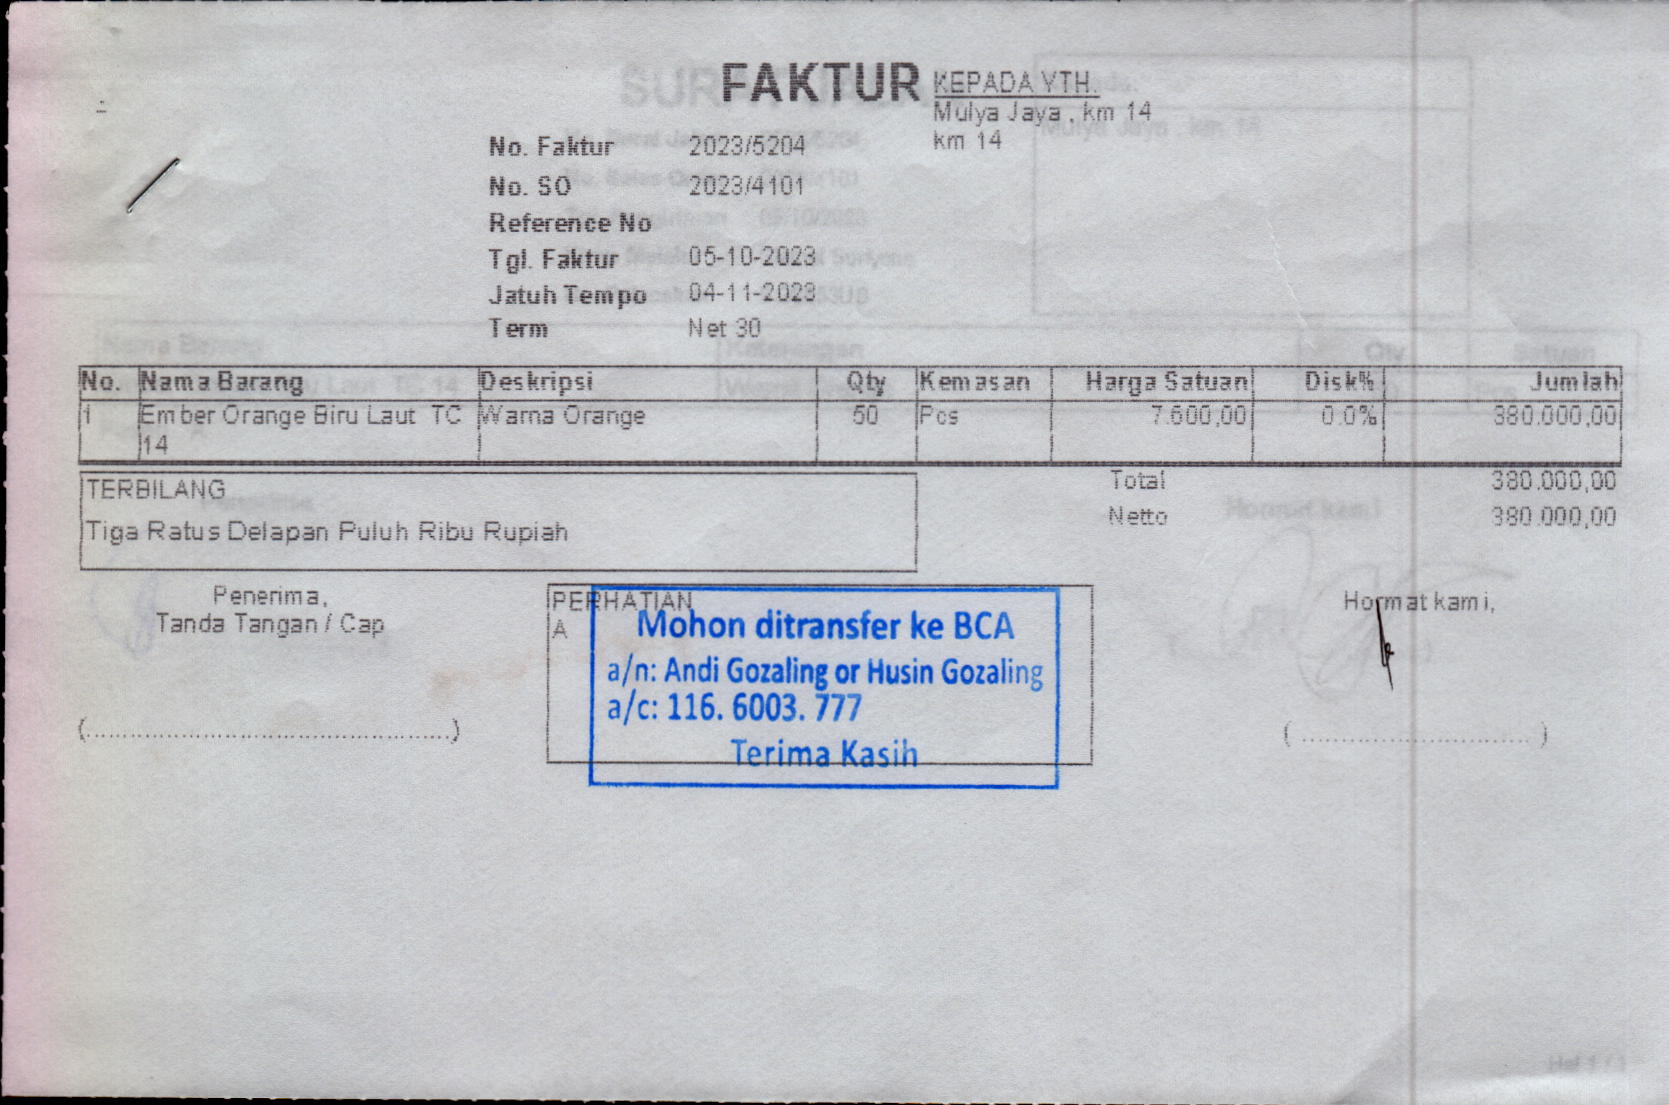 FAKTUR
KEPADA YTH.
Mulya Jaya , km 14
km 14
No. Faktur 2023/5204
No. SO 2023/4101
Reference No
Tgl. Faktur 05-10-2023
Jatuh Tempo 04-11-2023
Term Net 30
No. Nama Barang Deskripsi Qty Kemasan Harga Satuan Disk% Jumlah
1 Ember Orange Biru Laut TC Warna Orange 50 Pcs 7.600,00 0.0% 380.000,00
14
TERBILANG
Tiga Ratus Delapan Puluh Ribu Rupiah
Total 380.000,00
Netto 380.000,00
Penerima,
Tanda Tangan / Cap
(..................................................)
PERHATIAN
A
Mohon ditransfer ke BCA
a/n: Andi Gozaling or Husin Gozaling
a/c: 116. 6003. 777
Terima Kasih
Hormat kami,
( ................................ )